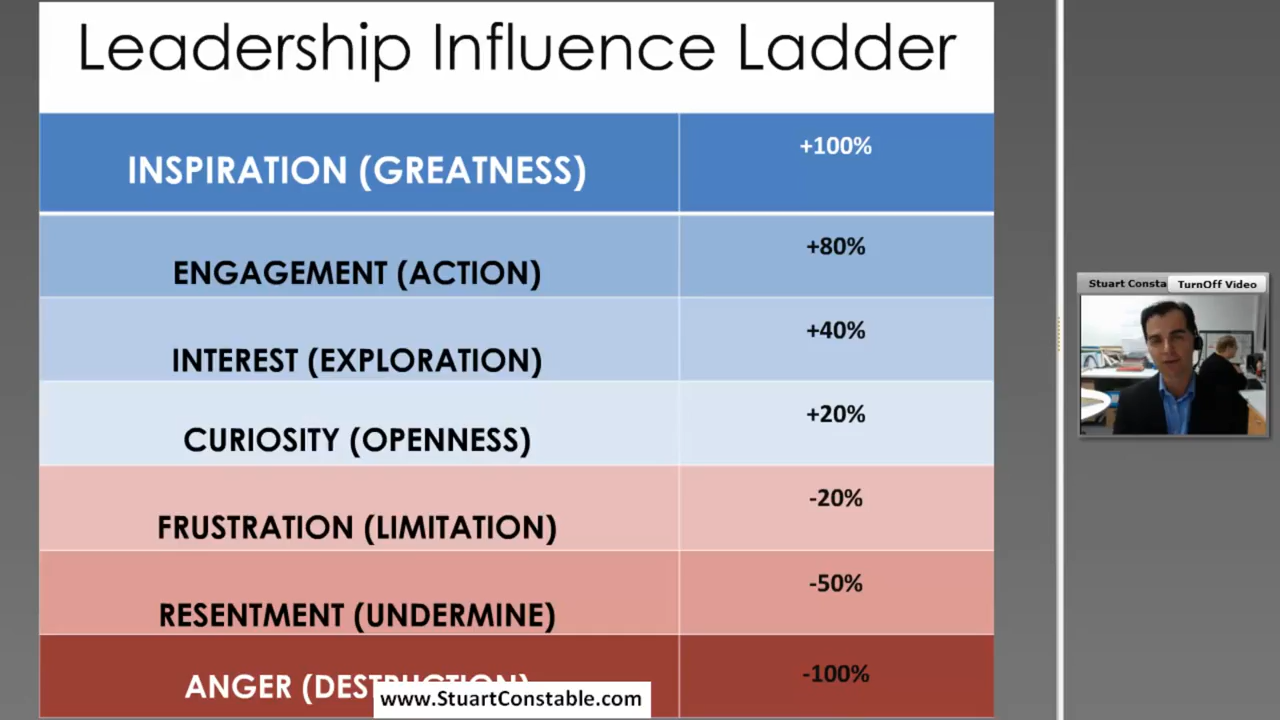 Leadership Influence Ladder
INSPIRATION (GREATNESS) +100%
ENGAGEMENT (ACTION) +80%
INTEREST (EXPLORATION) +40%
CURIOSITY (OPENNESS) +20%
FRUSTRATION (LIMITATION) -20%
RESENTMENT (UNDERMINE) -50%
ANGER (DESTRUCTION) -100%
www.StuartConstable.com
Stuart Consta TurnOff Video